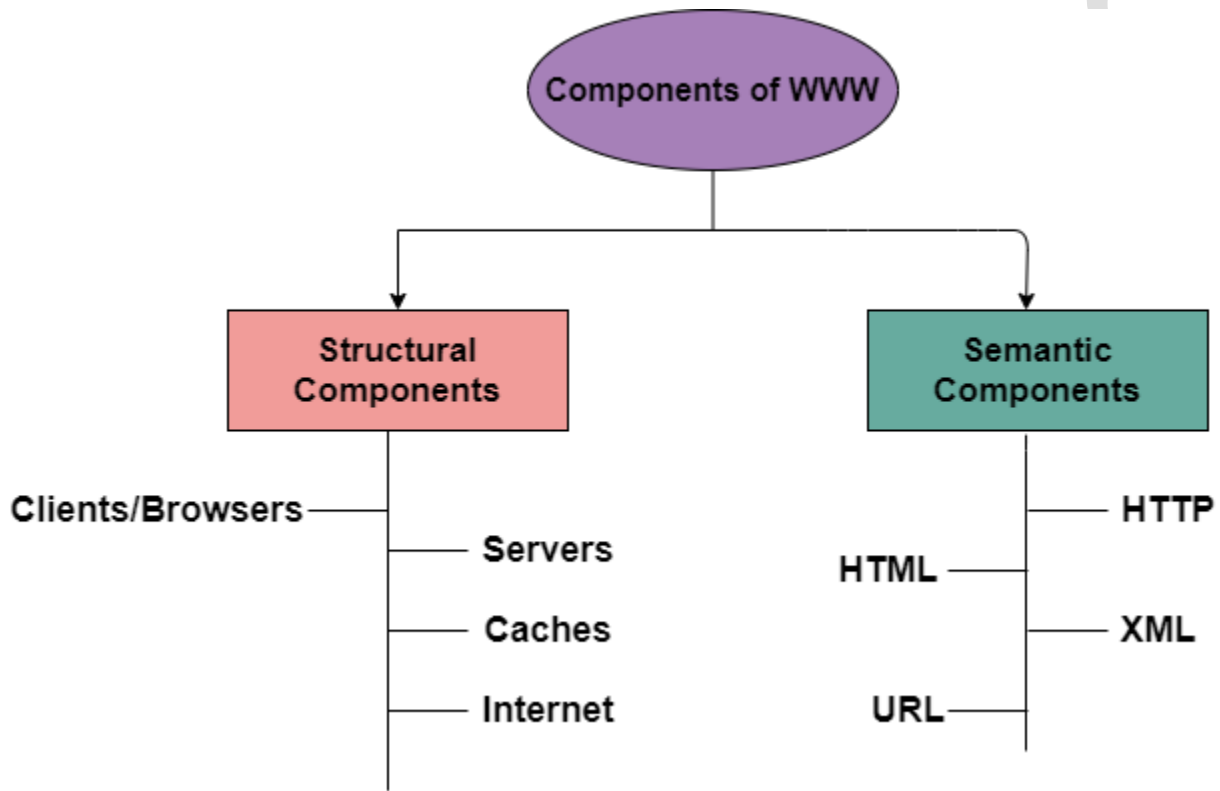 Components of WWW
Structural
Components
Semantic
Components
Clients/Browsers
Servers
Caches
Internet
HTTP
HTML
XML
URL